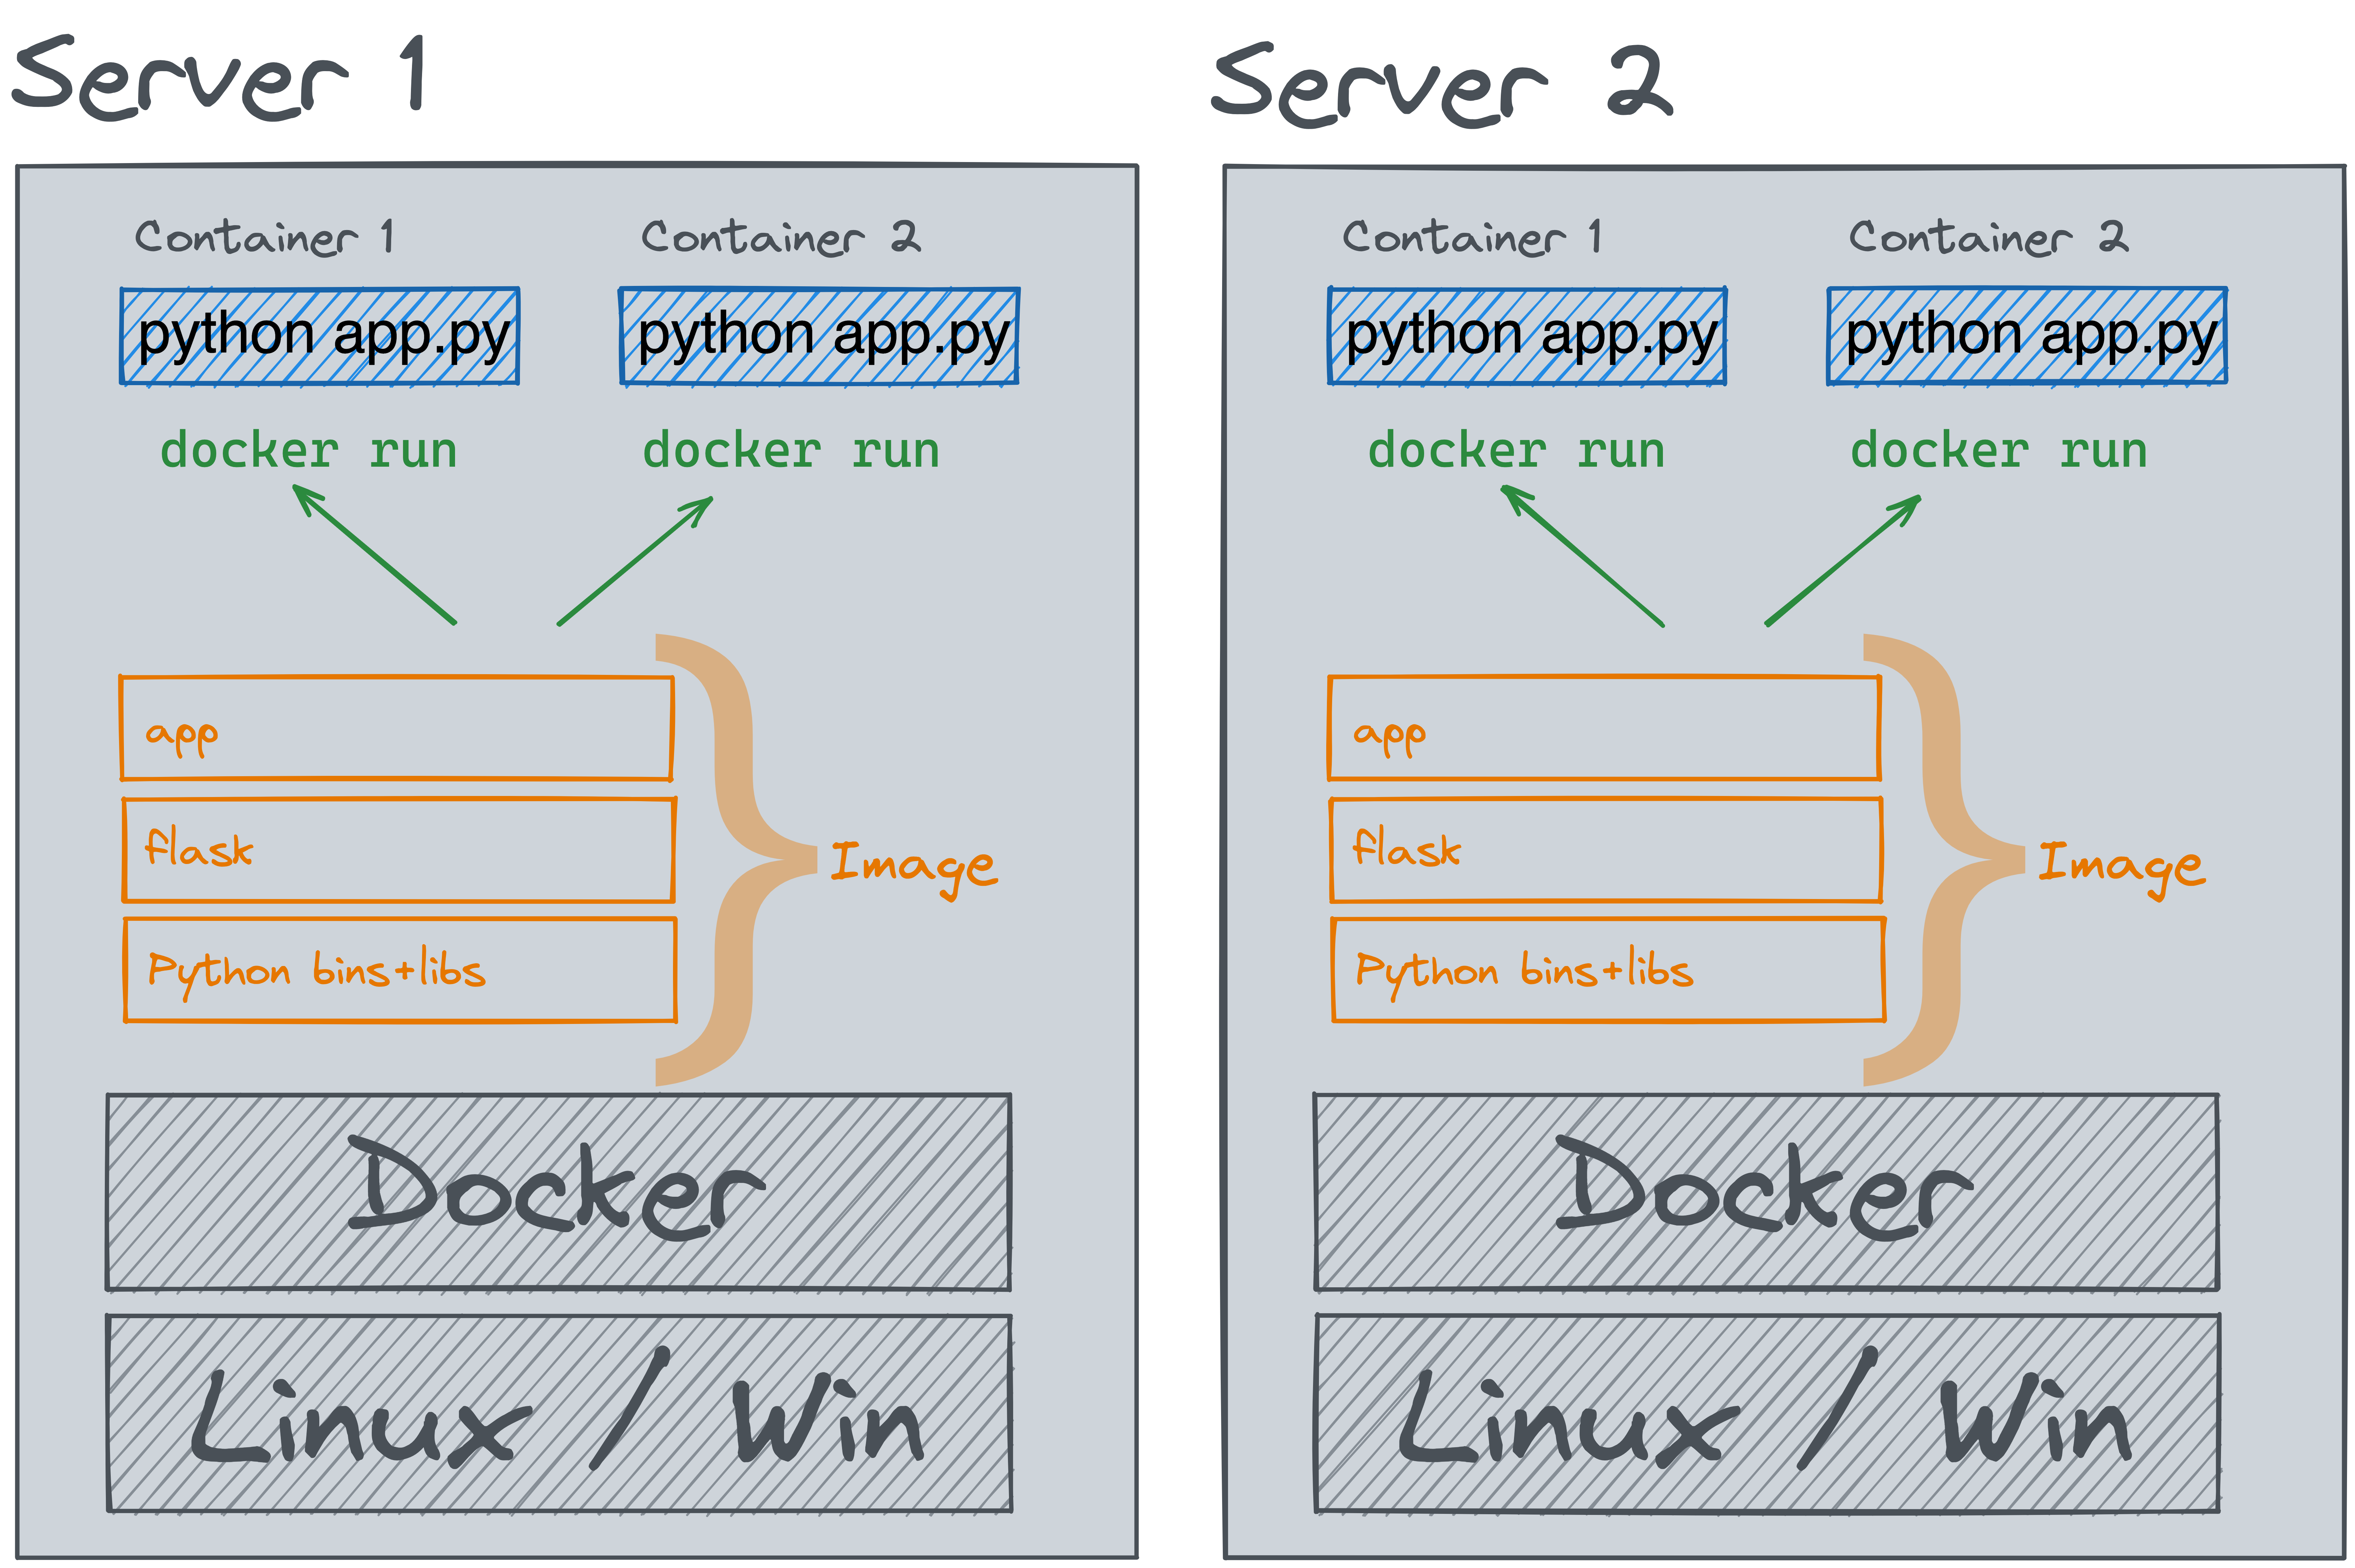 Server 1
Container 1
Container 2
python app.py
python app.py
docker run
docker run
app
flask
Python bins+libs
Image
Docker
Linux / Win
Server 2
Container 1
Container 2
python app.py
python app.py
docker run
docker run
app
flask
Python bins+libs
Image
Docker
Linux / Win